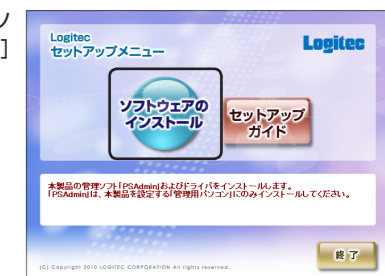 ソ
]
Logitec
セットアップメニュー
Logitec
ソフトウェアの
インストール
セットアップ
ガイド
本製品の管理ソフト「PSAdmin」およびドライバをインストールします。
「PSAdmin」は、本製品を設定する「管理用パソコン」にのみインストールしてください。
終了
(C) Copyright 2010 LOGITEC CORPORATION All rights reserved.